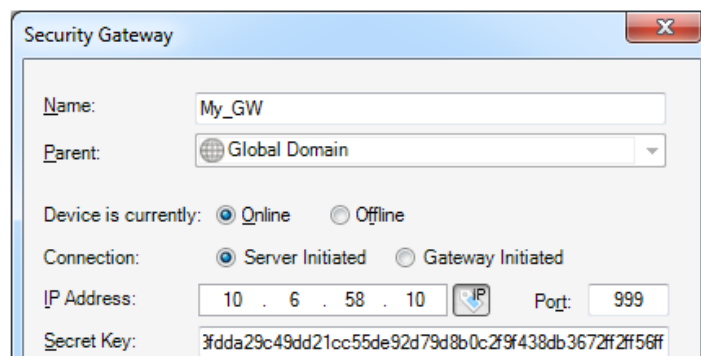 Security Gateway
Name: My_GW
Parent: Global Domain
Device is currently: Online Offline
Connection: Server Initiated Gateway Initiated
IP Address: 10 . 6 . 58 . 10 IP Port: 999
Secret Key: 3fdda29c49dd21cc55de92d79d8b0c2f9f438db3672ff2ff56ff